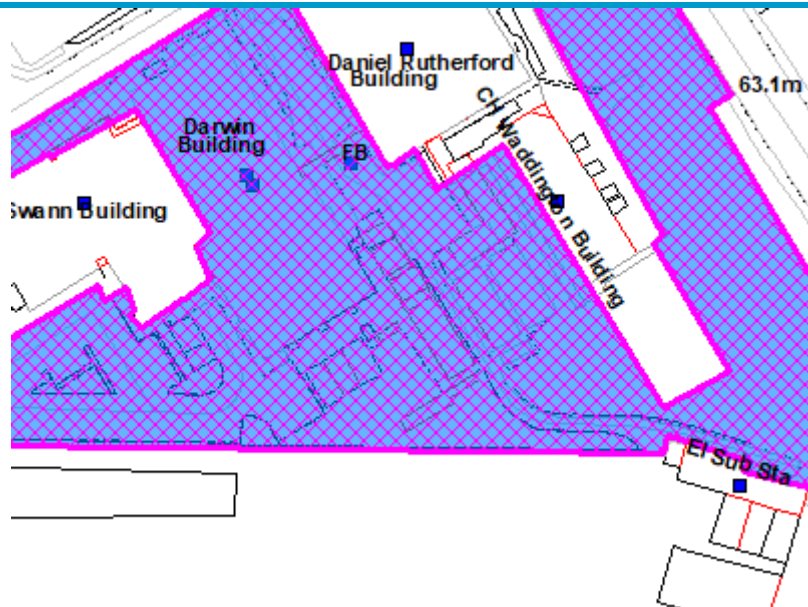 Daniel Rutherford
Building
63.1m
Darwin
Building
FB
CH Waddington Building
Swann Building
El Sub Sta